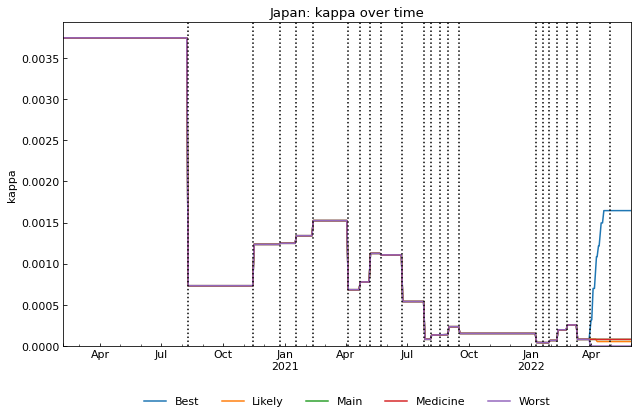 Japan: kappa over time
kappa
0.0035
0.0030
0.0025
0.0020
0.0015
0.0010
0.0005
0.0000
Apr Jul Oct Jan Apr Jul Oct Jan Apr
2021 2022
Best Likely Main Medicine Worst